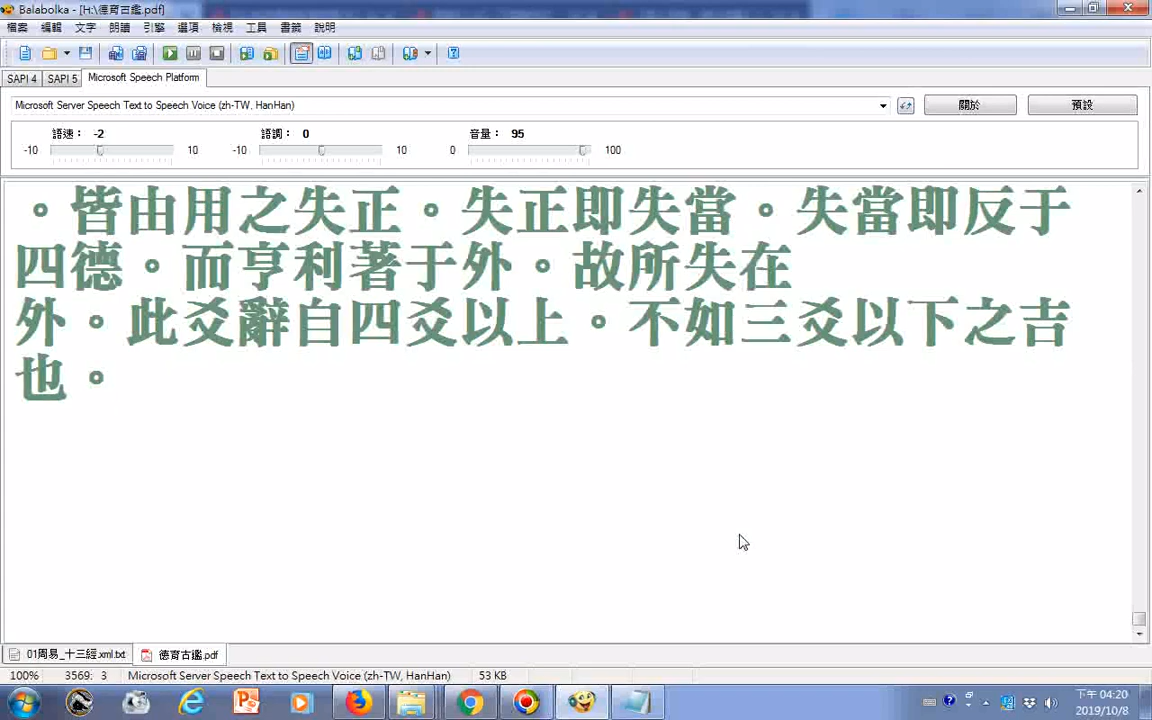 Balabolka - [H:\德育古鑑.pdf]
檔案 編輯 文字 朗讀 引擎 選項 檢視 工具 書籤 說明
SAPI 4 SAPI 5 Microsoft Speech Platform
Microsoft Server Speech Text to Speech Voice (zh-TW, HanHan) 關於 預設
語速： -2 語調： 0 音量： 95
-10 10 -10 10 0 100
。皆由用之失正。失正即失當。失當即反于
四德。而亨利著于外。故所失在
外。此爻辭自四爻以上。不如三爻以下之吉
也。
01周易_十三經.xml.txt 德育古鑑.pdf
100% 3569: 3 Microsoft Server Speech Text to Speech Voice (zh-TW, HanHan) 53 KB
下午 04:20
2019/10/8